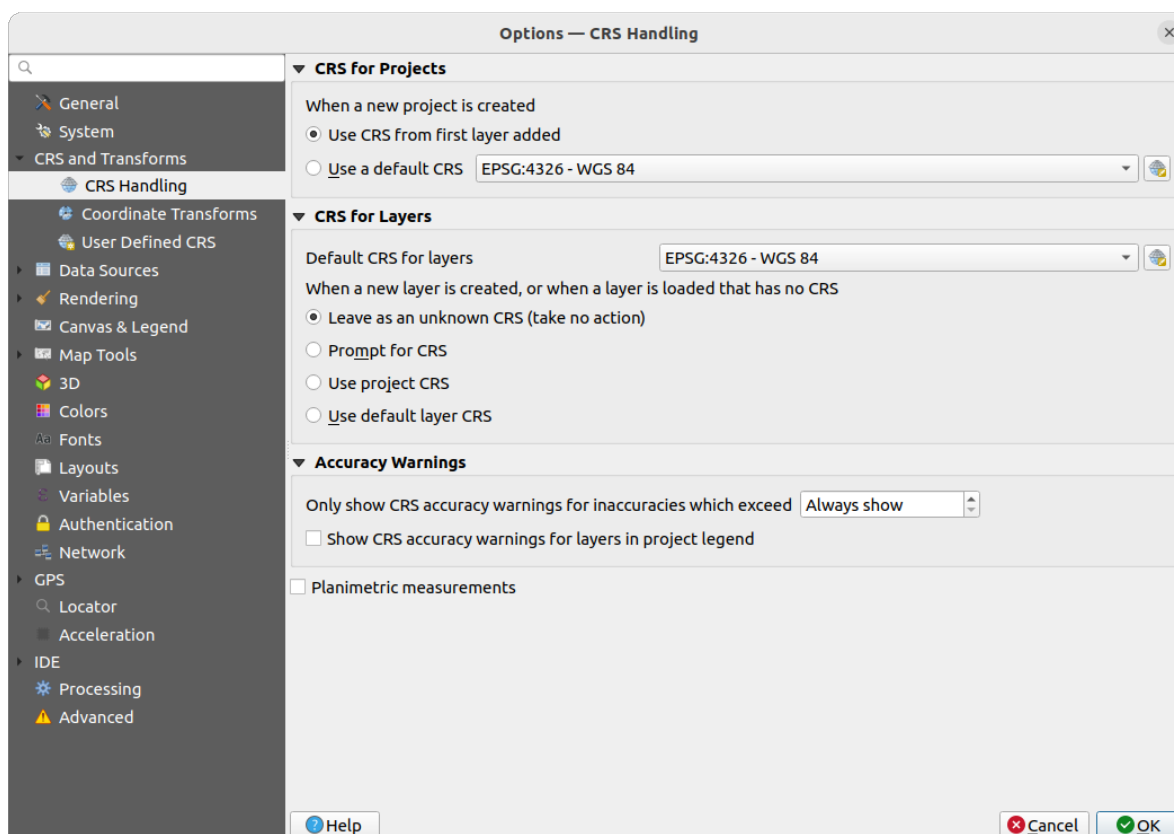 Options — CRS Handling
General
System
CRS and Transforms
CRS Handling
Coordinate Transforms
User Defined CRS
Data Sources
Rendering
Canvas & Legend
Map Tools
3D
Colors
Aa Fonts
Layouts
Variables
Authentication
Network
GPS
Locator
Acceleration
IDE
Processing
Advanced
CRS for Projects
When a new project is created
Use CRS from first layer added
Use a default CRS EPSG:4326 - WGS 84
CRS for Layers
Default CRS for layers EPSG:4326 - WGS 84
When a new layer is created, or when a layer is loaded that has no CRS
Leave as an unknown CRS (take no action)
Prompt for CRS
Use project CRS
Use default layer CRS
Accuracy Warnings
Only show CRS accuracy warnings for inaccuracies which exceed Always show
Show CRS accuracy warnings for layers in project legend
Planimetric measurements
Help Cancel OK